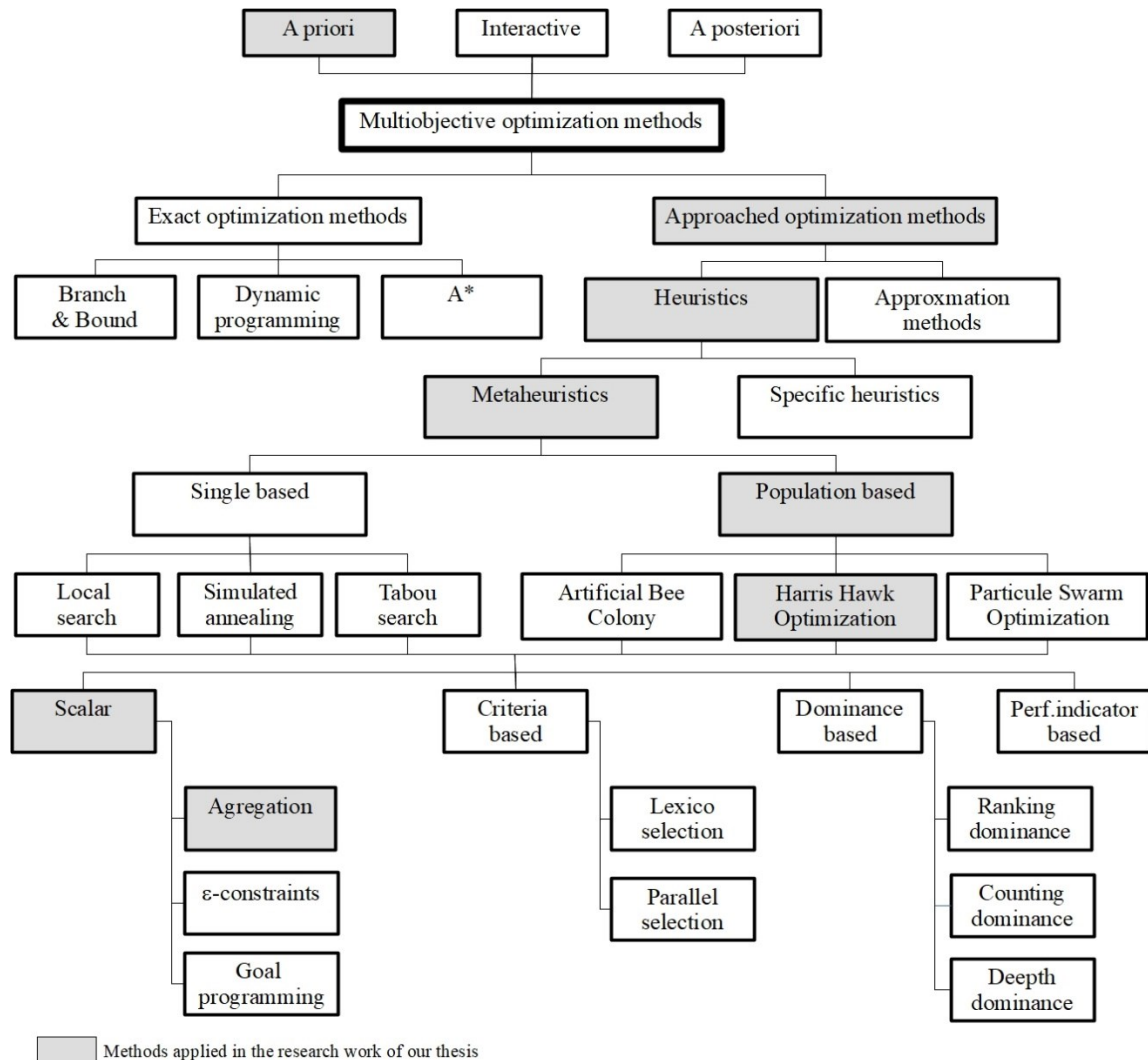 A priori
Interactive
A posteriori
Multiobjective optimization methods
Exact optimization methods
Approached optimization methods
Branch
& Bound
Dynamic
programming
A*
Heuristics
Approxmation
methods
Metaheuristics
Specific heuristics
Single based
Population based
Local
search
Simulated
annealing
Tabou
search
Artificial Bee
Colony
Harris Hawk
Optimization
Particule Swarm
Optimization
Scalar
Criteria
based
Dominance
based
Perf.indicator
based
Agregation
ε-constraints
Goal
programming
Lexico
selection
Parallel
selection
Ranking
dominance
Counting
dominance
Deepth
dominance
Methods applied in the research work of our thesis